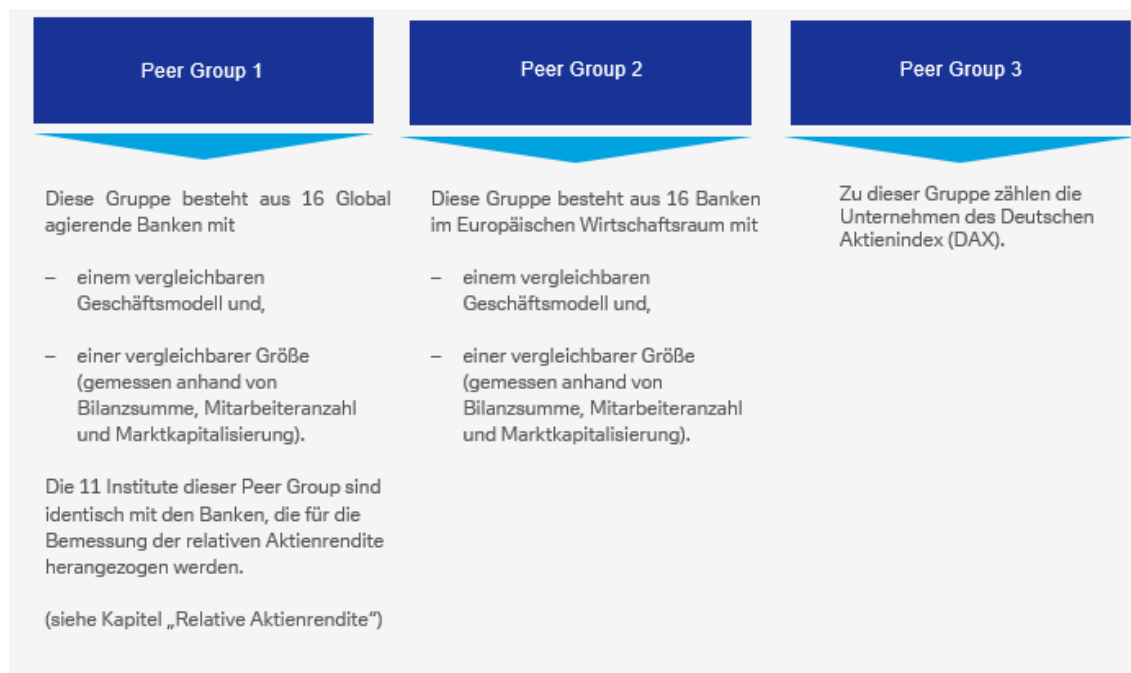 Peer Group 1
Diese Gruppe besteht aus 16 Global
agierende Banken mit
– einem vergleichbaren
Geschäftsmodell und,
– einer vergleichbarer Größe
(gemessen anhand von
Bilanzsumme, Mitarbeiteranzahl
und Marktkapitalisierung).
Die 11 Institute dieser Peer Group sind
identisch mit den Banken, die für die
Bemessung der relativen Aktienrendite
herangezogen werden.
(siehe Kapitel „Relative Aktienrendite“)
Peer Group 2
Diese Gruppe besteht aus 16 Banken
im Europäischen Wirtschaftsraum mit
– einem vergleichbaren
Geschäftsmodell und,
– einer vergleichbarer Größe
(gemessen anhand von
Bilanzsumme, Mitarbeiteranzahl
und Marktkapitalisierung).
Peer Group 3
Zu dieser Gruppe zählen die
Unternehmen des Deutschen
Aktienindex (DAX).